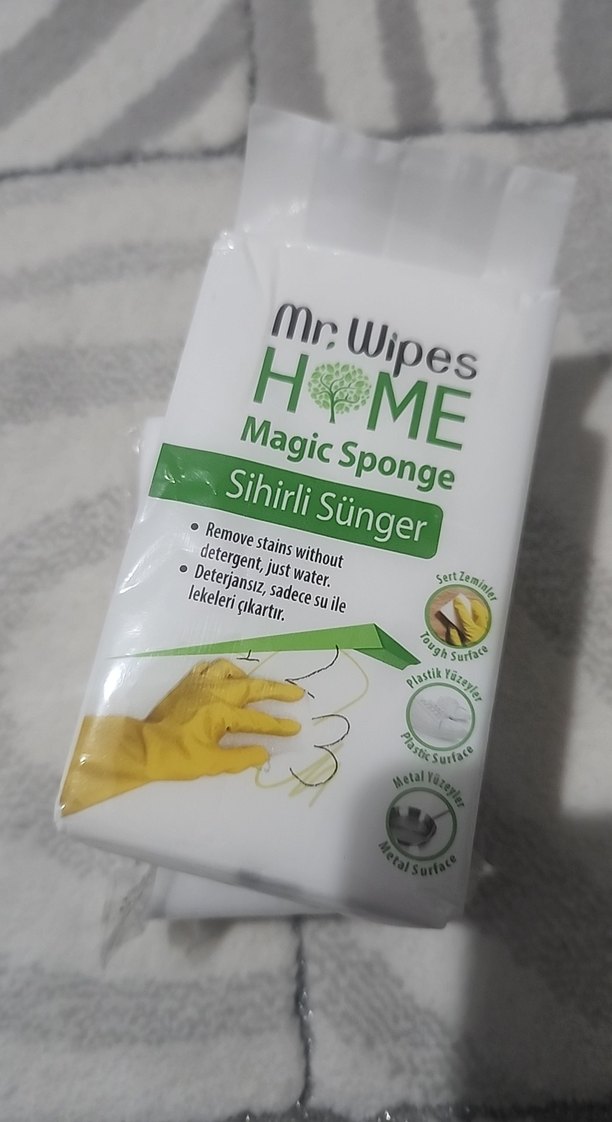 Mr. Wipes
HOME
Magic Sponge
Sihirli Sünger
• Remove stains without
detergent, just water.
• Deterjansız, sadece su ile
lekeleri çıkartır.
Sert Zeminler
Tough Surface
Plastik Yüzeyler
Plastic Surface
Metal Yüzeyler
Metal Surface